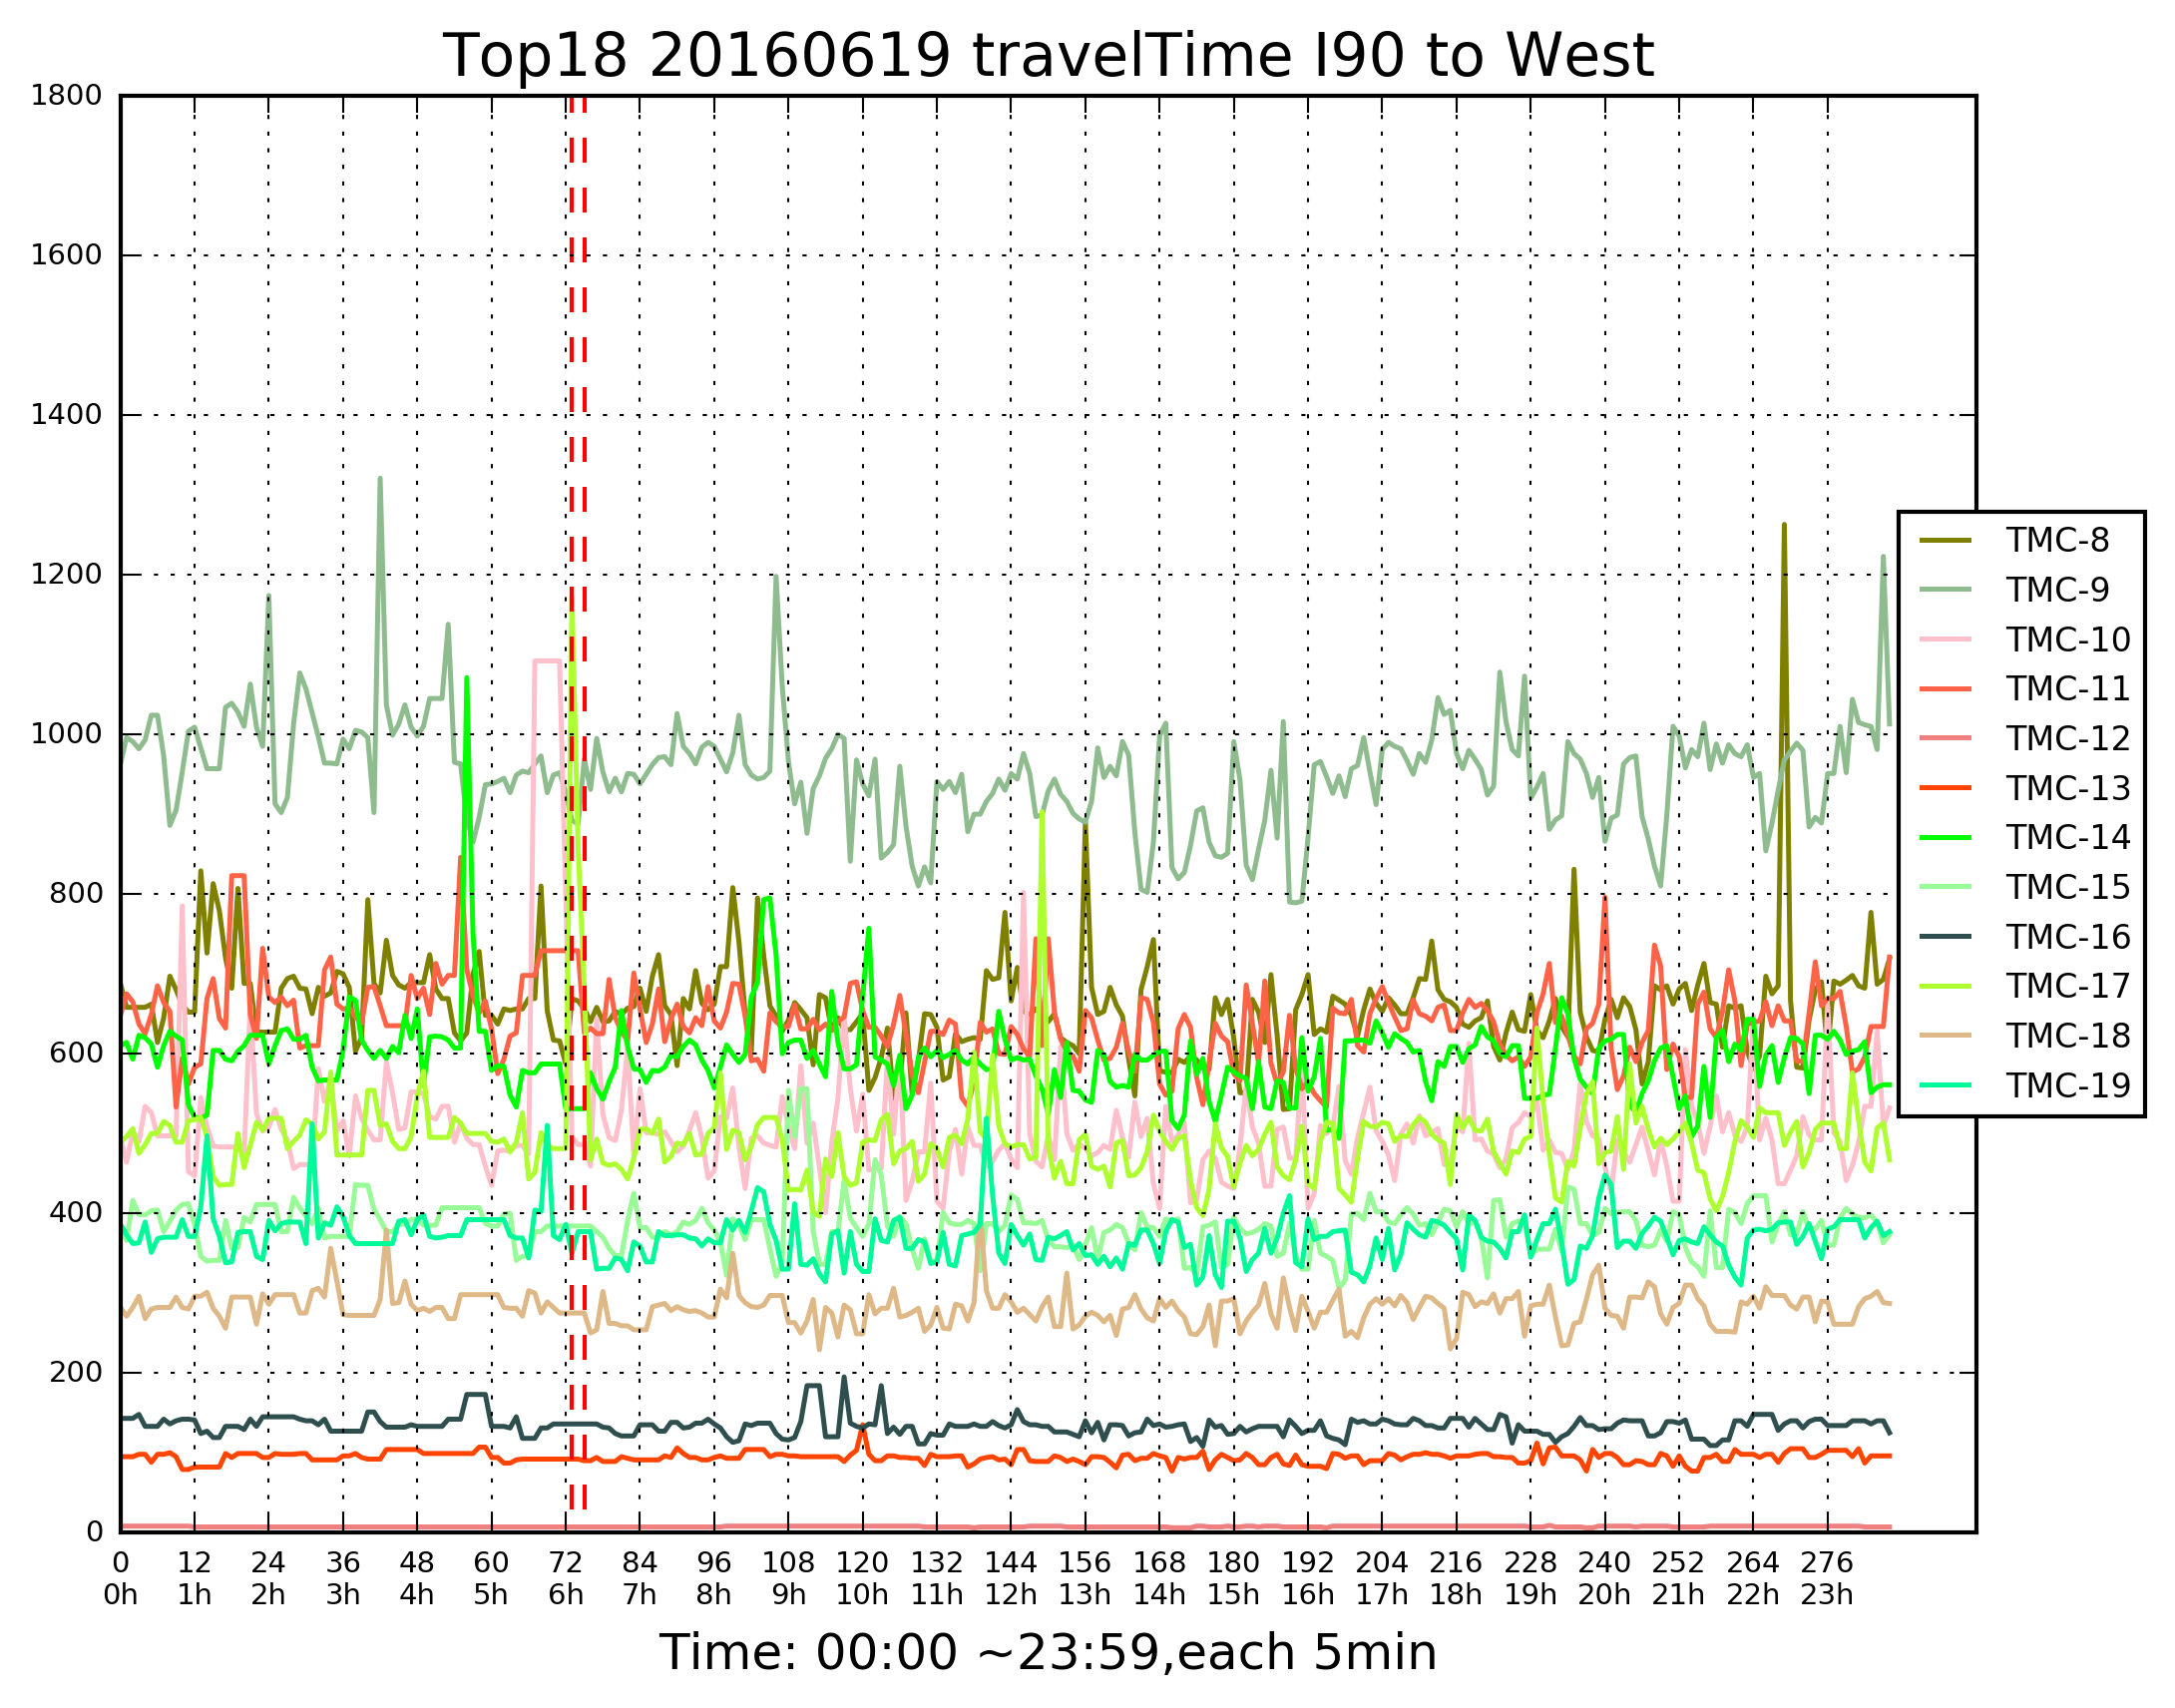 Top18 20160619 travelTime I90 to West
1800
1600
1400
1200
1000
800
600
400
200
0
TMC-8
TMC-9
TMC-10
TMC-11
TMC-12
TMC-13
TMC-14
TMC-15
TMC-16
TMC-17
TMC-18
TMC-19
0 12 24 36 48 60 72 84 96 108 120 132 144 156 168 180 192 204 216 228 240 252 264 276
0h 1h 2h 3h 4h 5h 6h 7h 8h 9h 10h 11h 12h 13h 14h 15h 16h 17h 18h 19h 20h 21h 22h 23h
Time: 00:00 ~23:59,each 5min